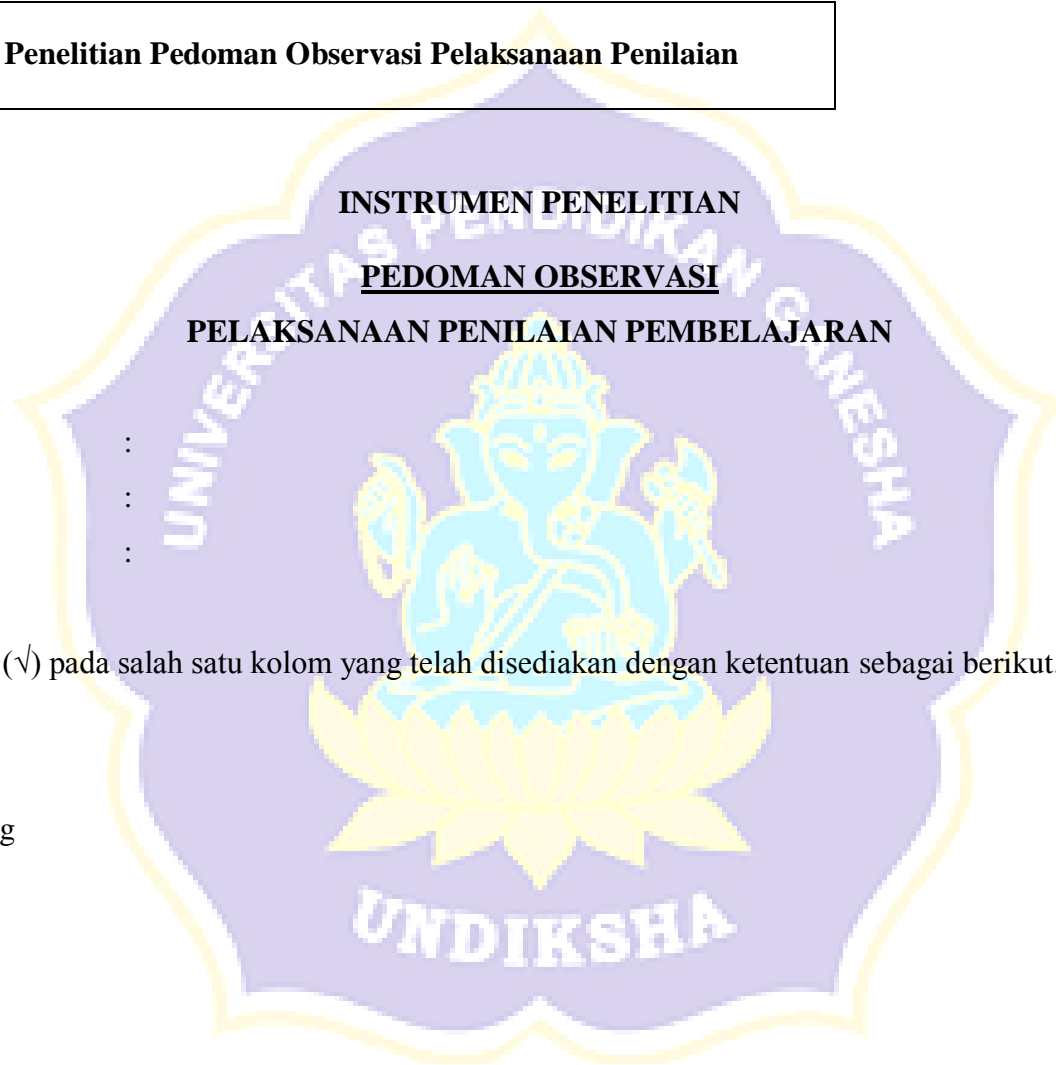 Penelitian Pedoman Observasi Pelaksanaan Penilaian
INSTRUMEN PENELITIAN
PEDOMAN OBSERVASI
PELAKSANAAN PENILAIAN PEMBELAJARAN
:
:
:
(√) pada salah satu kolom yang telah disediakan dengan ketentuan sebagai berikut.
g
UNIVERSITAS PENDIDIKAN GANESHA
UNDIKSHA